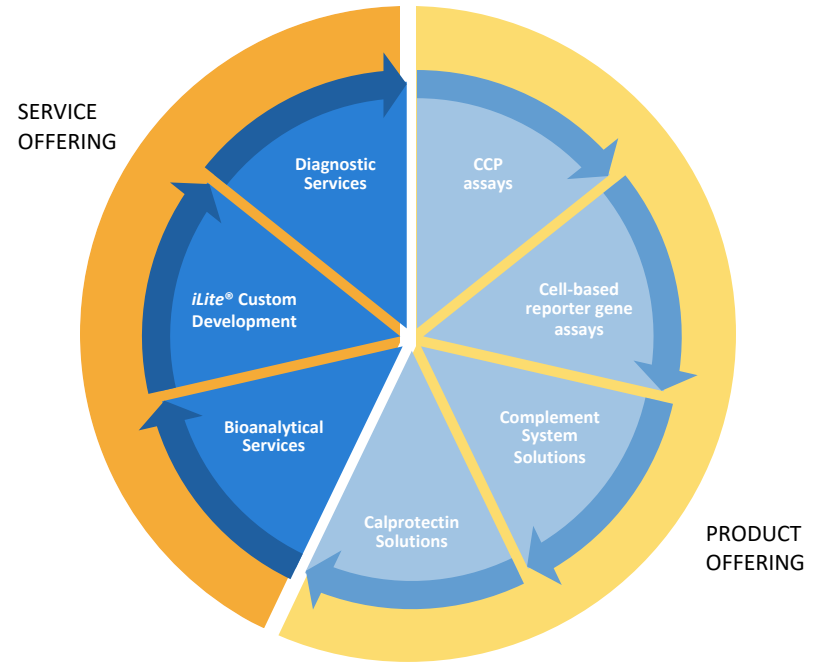 SERVICE
OFFERING
Diagnostic
Services
CCP
assays
iLite® Custom
Development
Cell-based
reporter gene
assays
Bioanalytical
Services
Complement
System
Solutions
Calprotectin
Solutions
PRODUCT
OFFERING